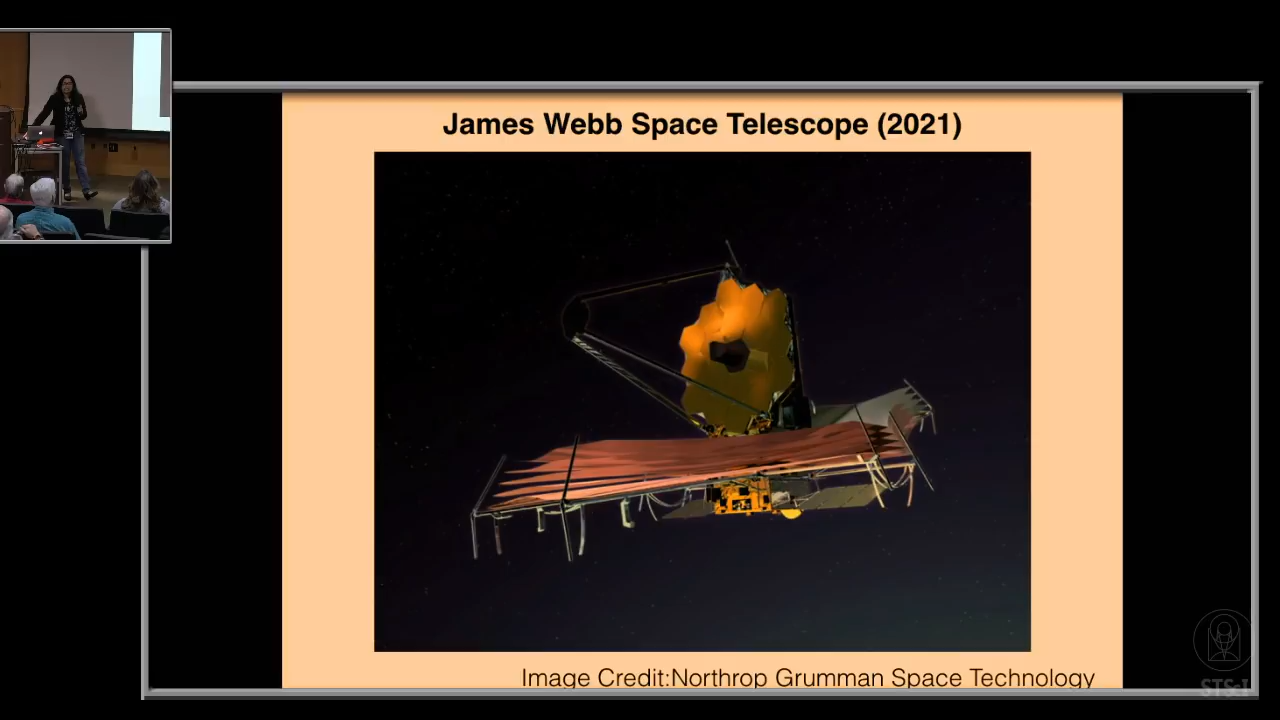 James Webb Space Telescope (2021)
Image Credit:Northrop Grumman Space Technology
STScI